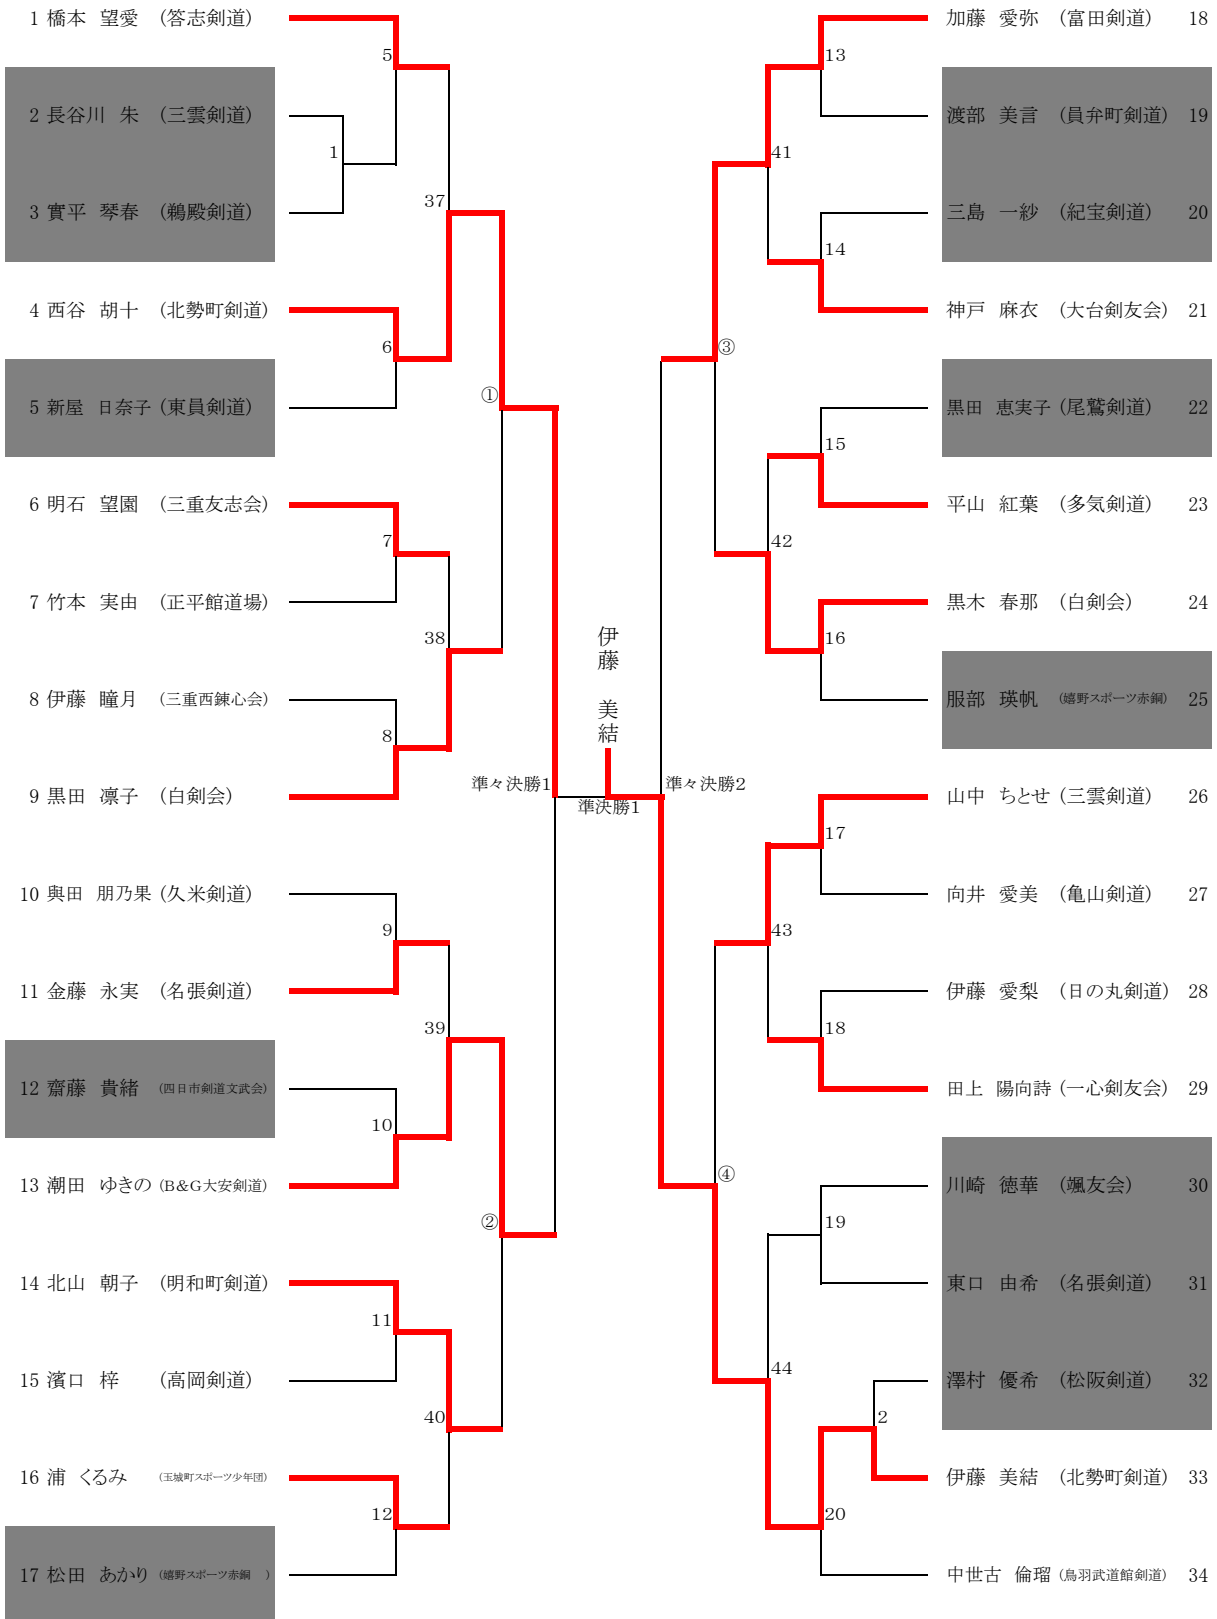 1 橋本 望愛 (答志剣道)
2 長谷川 朱 (三雲剣道)
3 實平 琴春 (鵜殿剣道)
4 西谷 胡十 (北勢町剣道)
5 新屋 日奈子 (東員剣道)
6 明石 望園 (三重友志会)
7 竹本 実由 (正平館道場)
8 伊藤 瞳月 (三重西錬心会)
9 黒田 凛子 (白剣会)
10 與田 朋乃果 (久米剣道)
11 金藤 永実 (名張剣道)
12 齋藤 貴緒 (四日市剣道文武会)
13 潮田 ゆきの (B&G大安剣道)
14 北山 朝子 (明和町剣道)
15 濱口 梓 (高岡剣道)
16 浦 くるみ (玉城町スポーツ少年団)
17 松田 あかり (嬉野スポーツ赤銅 )
5
1
37
6
①
7
38
8
9
39
10
②
11
40
12
準々決勝1
伊藤 美結
準決勝1
準々決勝2
13
41
14
③
15
42
16
17
43
18
④
19
44
2
20
加藤 愛弥 (富田剣道) 18
渡部 美言 (員弁町剣道) 19
三島 一紗 (紀宝剣道) 20
神戸 麻衣 (大台剣友会) 21
黒田 恵実子 (尾鷲剣道) 22
平山 紅葉 (多気剣道) 23
黒木 春那 (白剣会) 24
服部 瑛帆 (嬉野スポーツ赤銅) 25
山中 ちとせ (三雲剣道) 26
向井 愛美 (亀山剣道) 27
伊藤 愛梨 (日の丸剣道) 28
田上 陽向詩 (一心剣友会) 29
川崎 徳華 (颯友会) 30
東口 由希 (名張剣道) 31
澤村 優希 (松阪剣道) 32
伊藤 美結 (北勢町剣道) 33
中世古 倫瑠 (鳥羽武道館剣道) 34